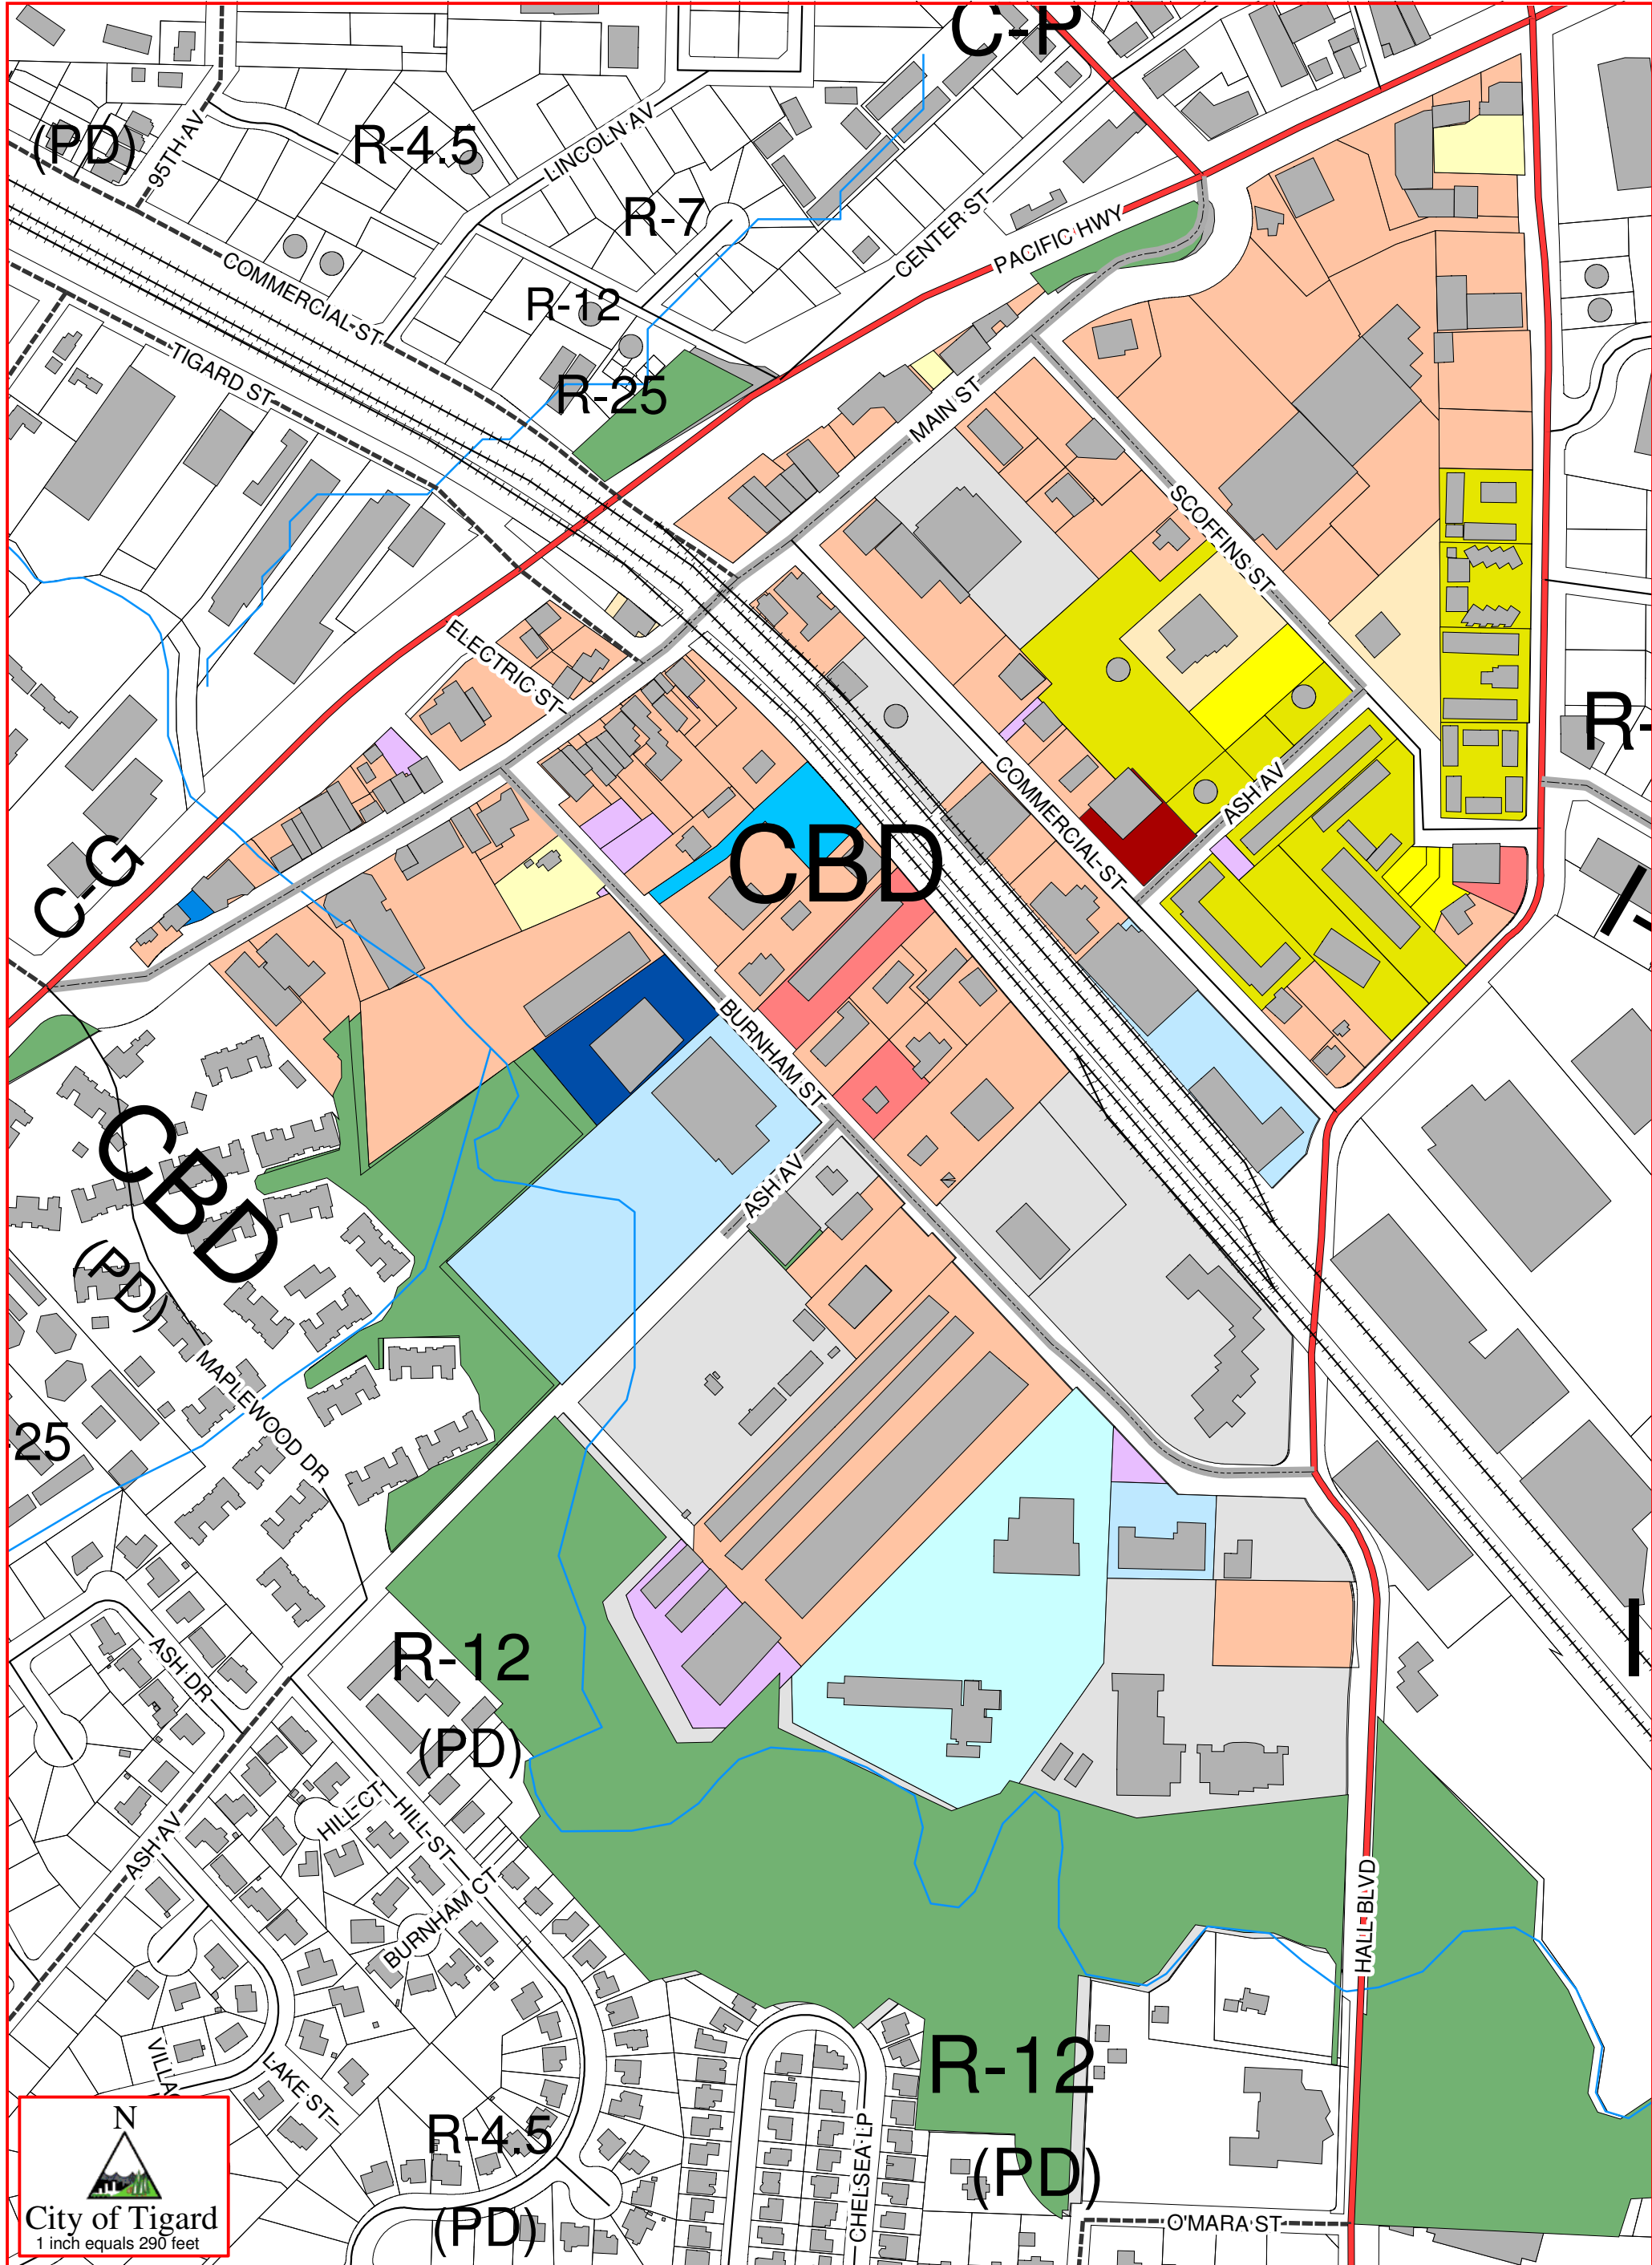 C-P
(PD)
95TH AV
R-4.5
LINCOLN AV
R-7
CENTER ST
PACIFIC HWY
COMMERCIAL ST
R-12
TIGARD ST
R-25
MAIN ST
SCOFFINS ST
ELECTRIC ST
R-
C-G
CBD
COMMERCIAL ST
ASH AV
I-
BURNHAM ST
CBD
(PD)
ASH AV
MAPLEWOOD DR
25
R-12
(PD)
I
ASH DR
HILL CT
HILL ST
ASH AV
BURNHAM CT
HALL BLVD
VILLAG
LAKE ST
R-12
(PD)
R-4.5
(PD)
CHELSEA LP
O'MARA ST
N
City of Tigard
1 inch equals 290 feet